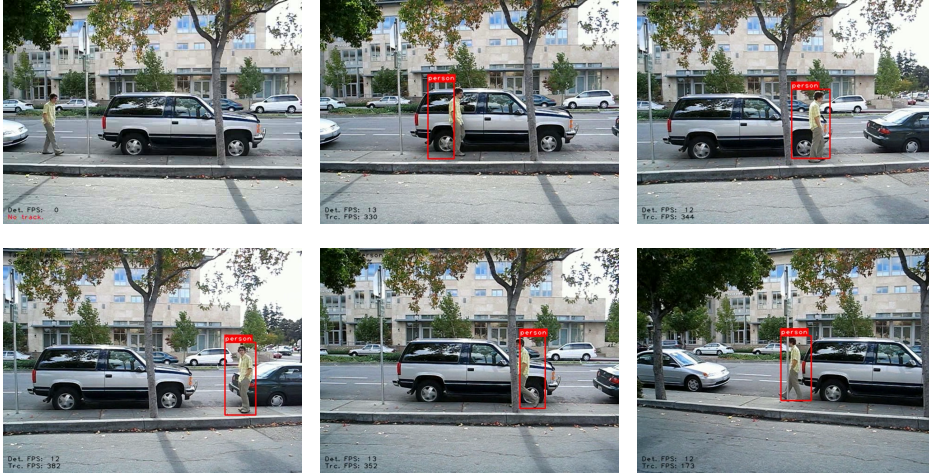 Det. FPS: 0
No track.
person
Det. FPS: 13
Trc. FPS: 330
person
Det. FPS: 12
Trc. FPS: 344
person
Det. FPS: 12
Trc. FPS: 382
person
Det. FPS: 13
Trc. FPS: 352
person
Det. FPS: 12
Trc. FPS: 173